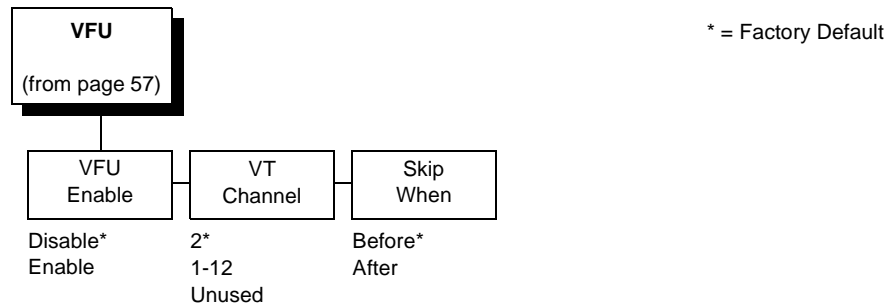 VFU
(from page 57)
* = Factory Default
VFU
Enable
VT
Channel
Skip
When
Disable*
Enable
2*
1-12
Unused
Before*
After